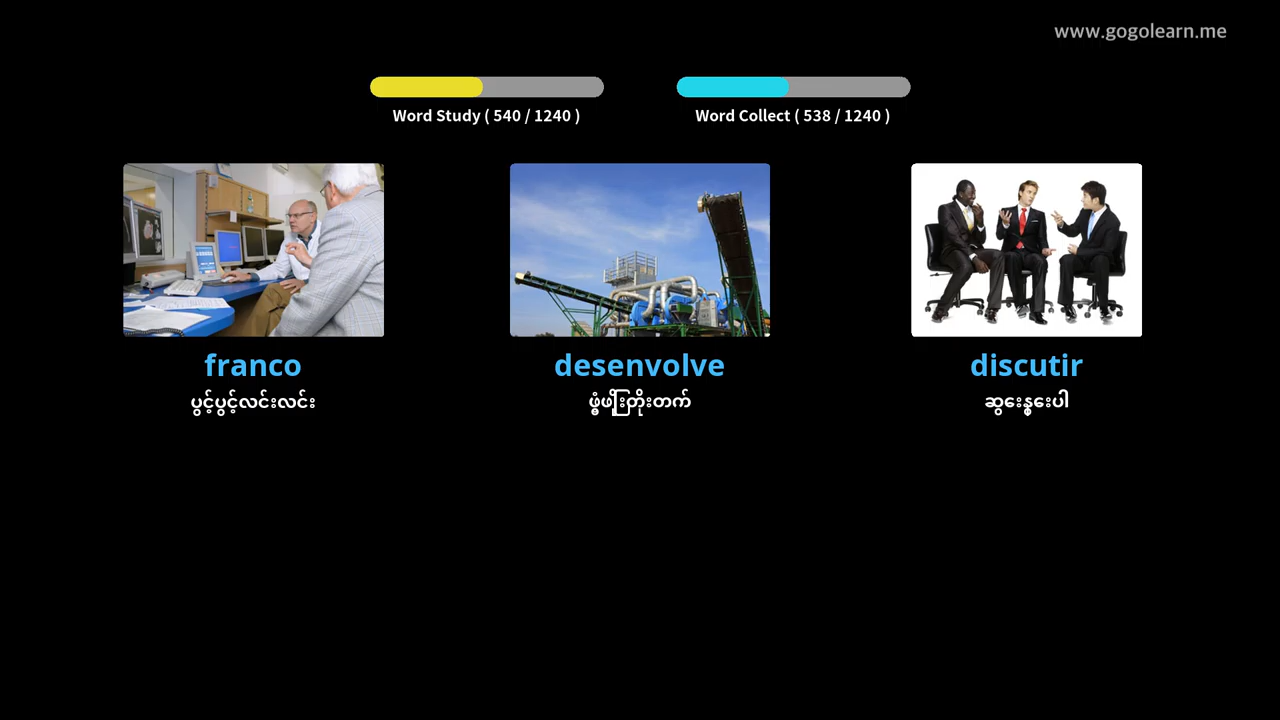 www.gogolearn.me
Word Study ( 540 / 1240 )
Word Collect ( 538 / 1240 )
franco
desenvolve
discutir
ပွင့်ပွင့်လင်းလင်း
ဖွံ့ဖြိုးတိုးတက်
ဆွေးနွေးပါ